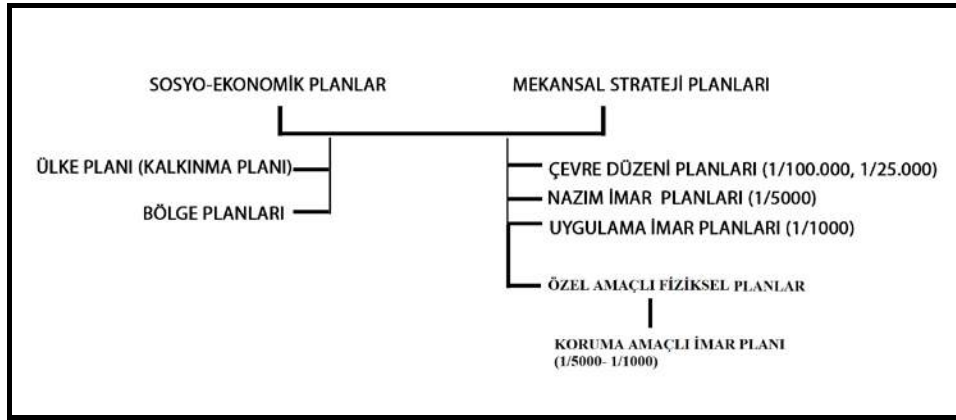 SOSYO-EKONOMİK PLANLAR
MEKANSAL STRATEJİ PLANLARI
ÜLKE PLANI (KALKINMA PLANI)
BÖLGE PLANLARI
ÇEVRE DÜZENİ PLANLARI (1/100.000, 1/25.000)
NAZIM İMAR PLANLARI (1/5000)
UYGULAMA İMAR PLANLARI (1/1000)
ÖZEL AMAÇLI FİZİKSEL PLANLAR
KORUMA AMAÇLI İMAR PLANI
(1/5000- 1/1000)